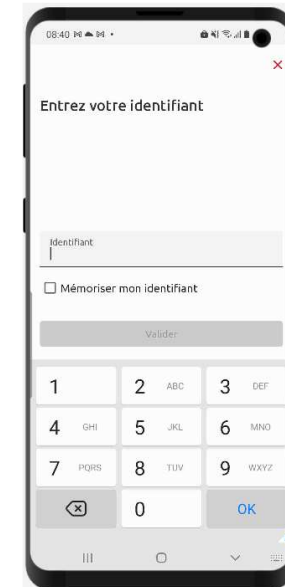 08:40
Entrez votre identifiant
Identifiant
Mémoriser mon identifiant
Valider
1 2 ABC 3 DEF
4 GHI 5 JKL 6 MNO
7 PQRS 8 TUV 9 WXYZ
0 OK